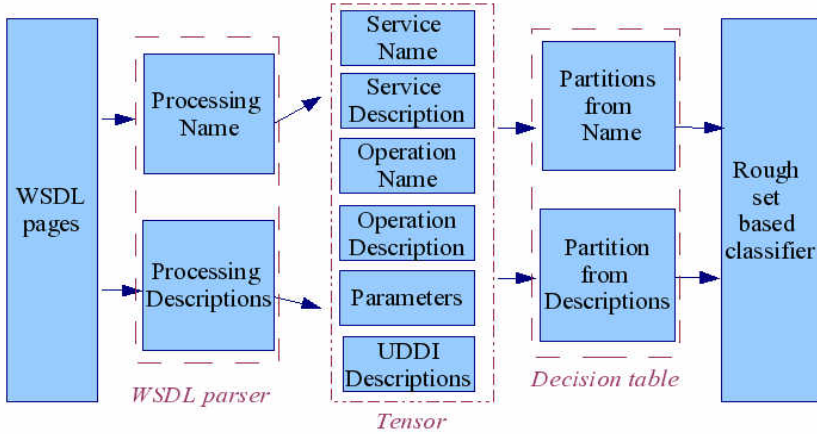 WSDL
pages
Processing
Name
Processing
Descriptions
WSDL parser
Service
Name
Service
Description
Operation
Name
Operation
Description
Parameters
UDDI
Descriptions
Tensor
Partitions
from
Name
Partition
from
Descriptions
Decision table
Rough
set
based
classifier